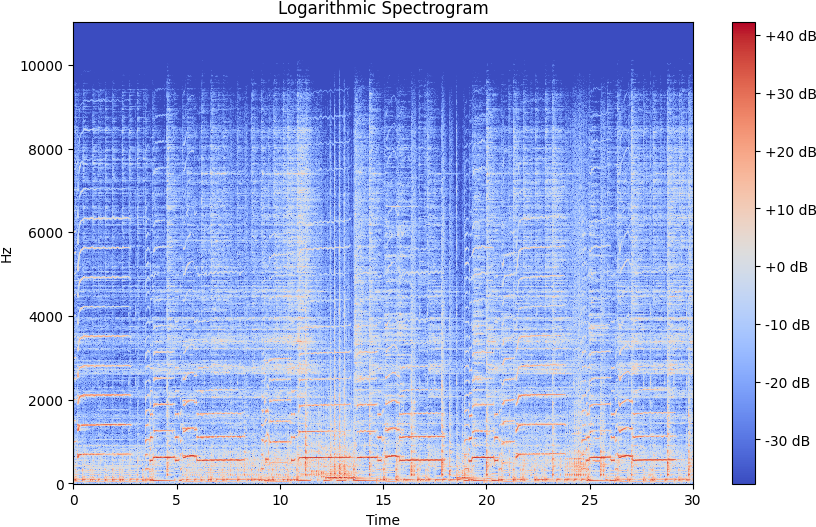 Logarithmic Spectrogram
10000
8000
6000
4000
2000
0
Hz
0 5 10 15 20 25 30
Time
+40 dB
+30 dB
+20 dB
+10 dB
+0 dB
-10 dB
-20 dB
-30 dB